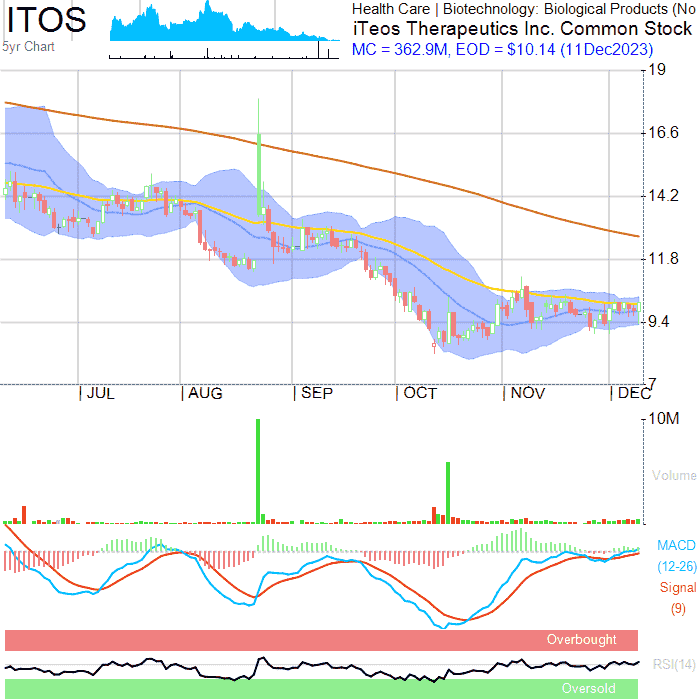 ITOS
5yr Chart
Health Care | Biotechnology: Biological Products (No
iTeos Therapeutics Inc. Common Stock
MC = 362.9M, EOD = $10.14 (11Dec2023)
19
16.6
14.2
11.8
9.4
7
JUL AUG SEP OCT NOV DEC
10M
Volume
MACD
(12-26)
Signal
(9)
Overbought
RSI(14)
Oversold